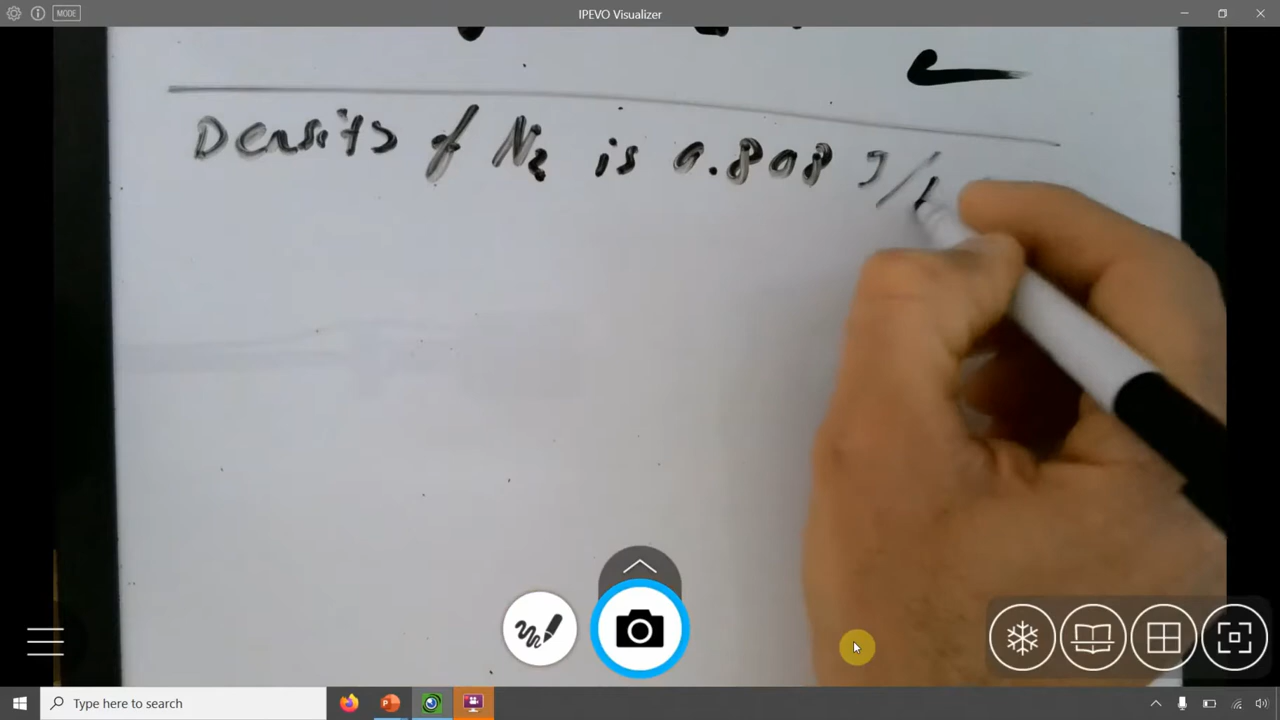 MODE
IPEVO Visualizer
Density of N2 is 0.808 g/
Type here to search